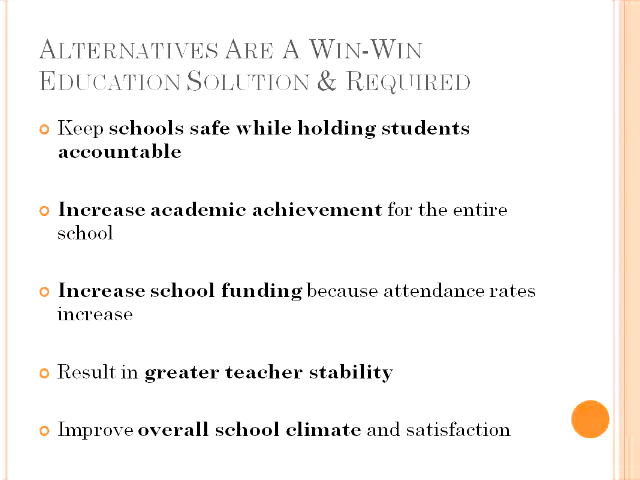 ALTERNATIVES ARE A WIN-WIN
EDUCATION SOLUTION & REQUIRED
Keep schools safe while holding students
accountable
Increase academic achievement for the entire
school
Increase school funding because attendance rates
increase
Result in greater teacher stability
Improve overall school climate and satisfaction